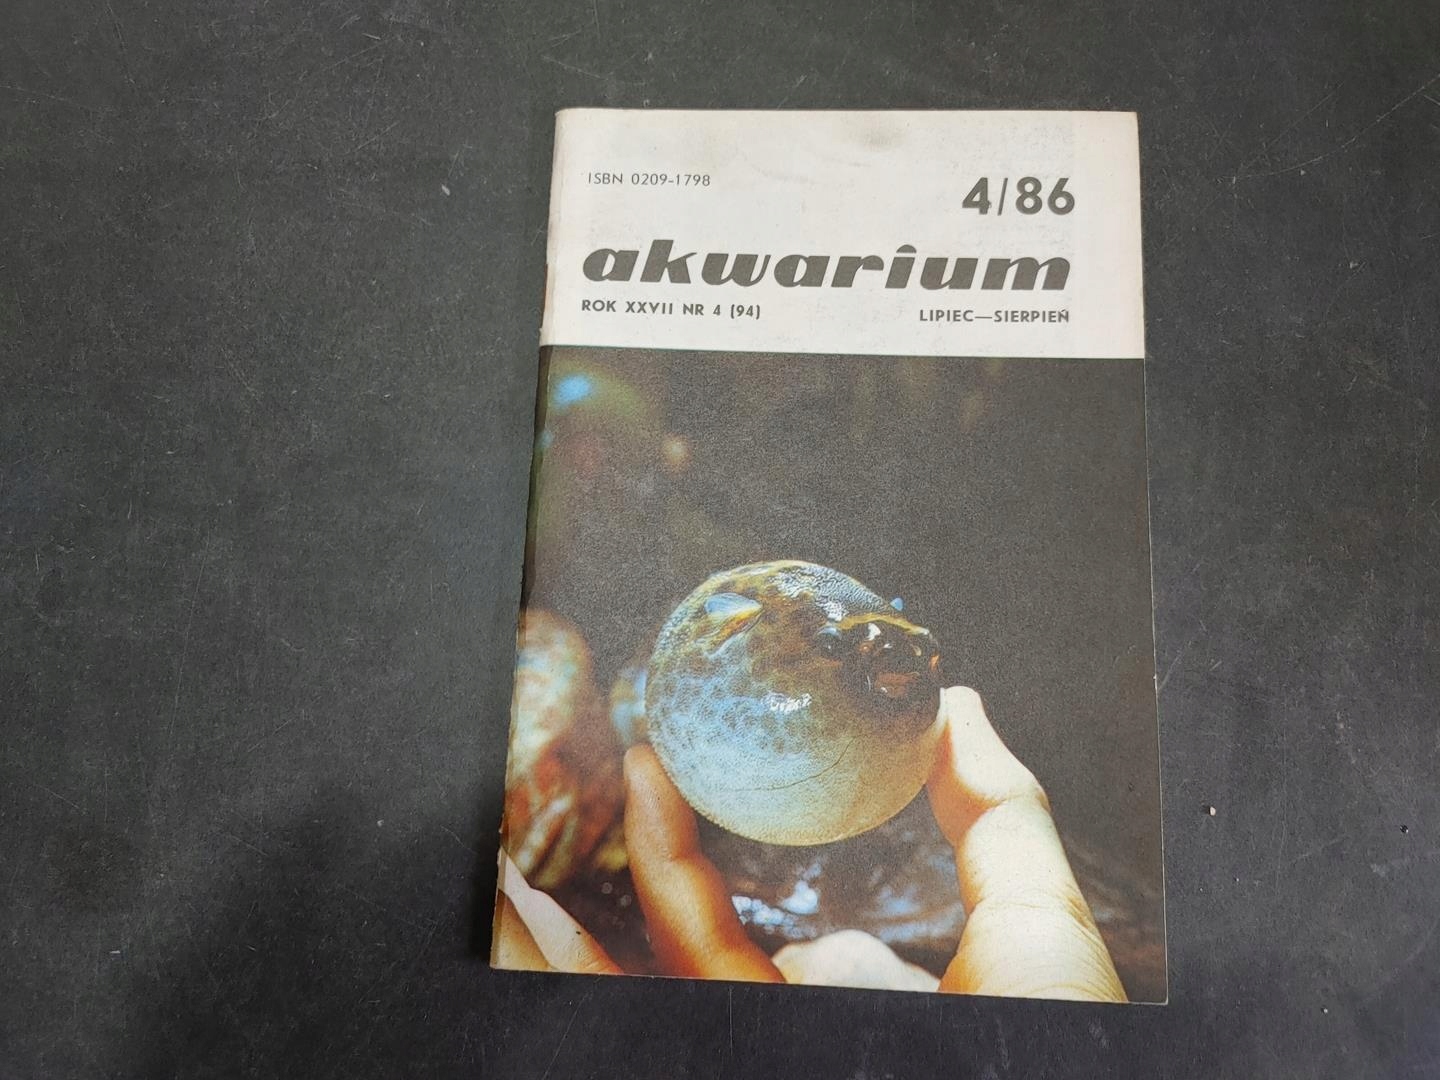 ISBN 0209-1798
4/86
akwarium
ROK XXVII NR 4 (94)
LIPIEC—SIERPIEŃ